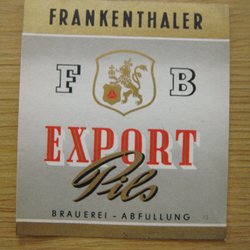 FRANKENTHALER
F B
EXPORT
Pils
BRAUEREI - ABFÜLLUNG